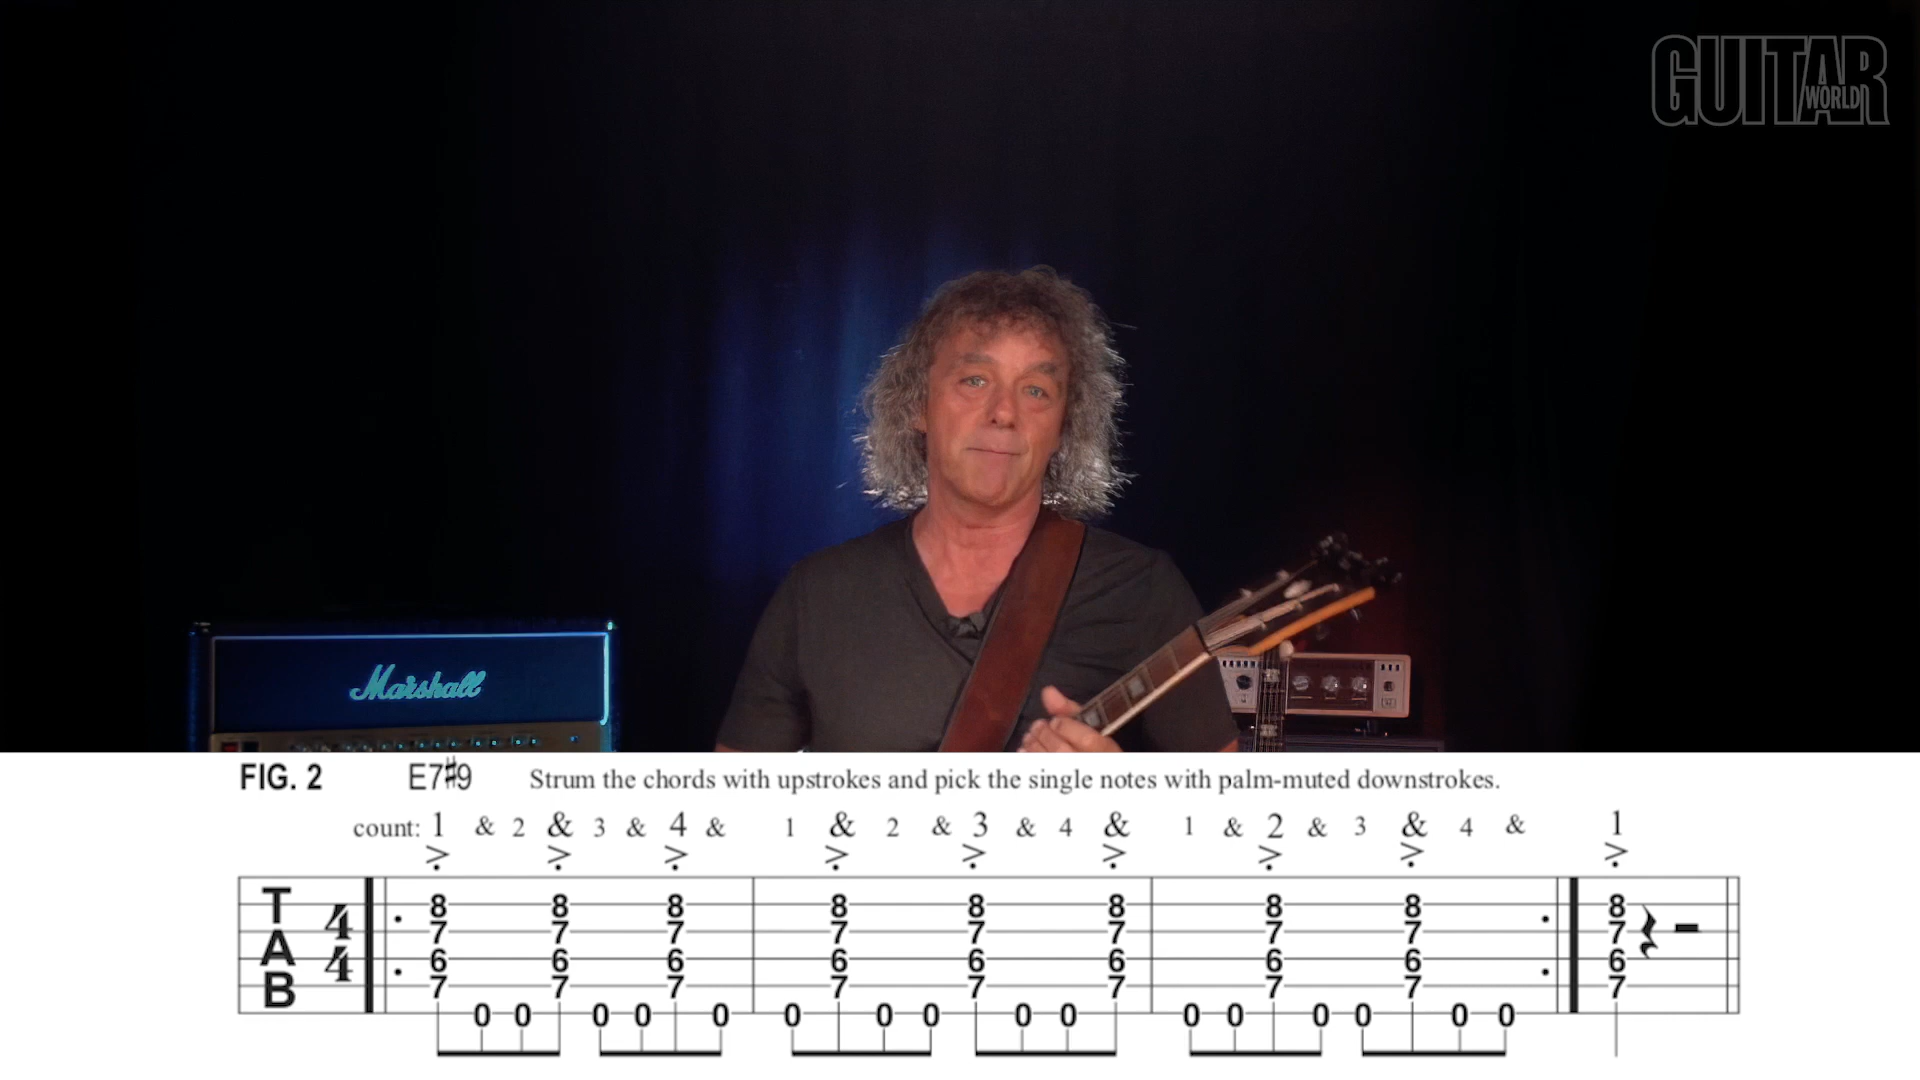 GUITAR
WORLD
Marshall
FIG. 2 E7♯9 Strum the chords with upstrokes and pick the single notes with palm-muted downstrokes.
count: 1 & 2 & 3 & 4 & 1 & 2 & 3 & 4 & 1 & 2 & 3 & 4 & 1
> > > > > > > > >
T 8 8 8 8 8 8 8 8 8
4 7 7 7 7 7 7 7 7 7
A 4 6 6 6 6 6 6 6 6 6
B 7 7 7 7 7 7 7 7 7
0 0 0 0 0 0 0 0 0 0 0 0 0 0 0 0